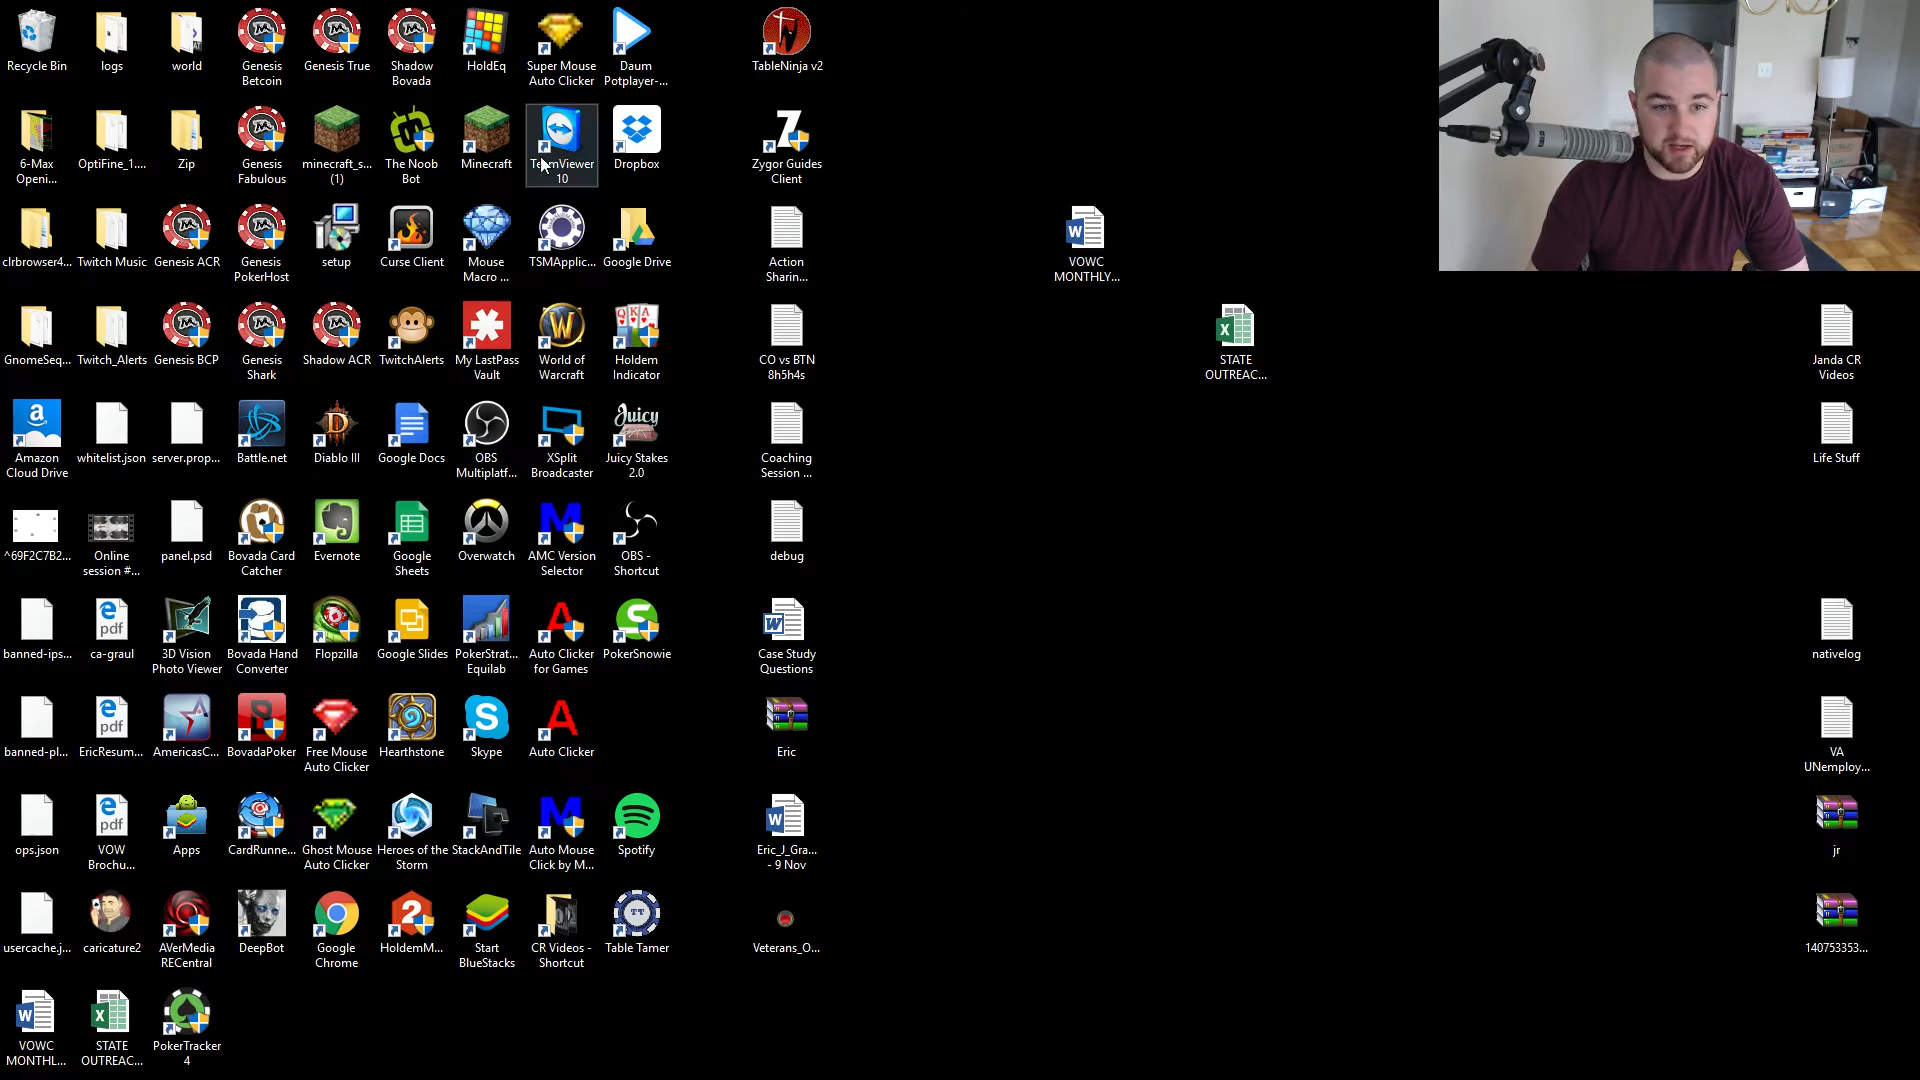 Recycle Bin
logs
world
Genesis
Betcoin
Genesis True
Shadow
Bovada
HoldEq
Super Mouse
Auto Clicker
Daum
Potplayer-...
TableNinja v2
6-Max
Openi...
OptiFine_1....
Zip
Genesis
Fabulous
minecraft_s...
(1)
The Noob
Bot
Minecraft
TeamViewer
10
Dropbox
Zygor Guides
Client
clrbrowser4...
Twitch Music
Genesis ACR
Genesis
PokerHost
setup
Curse Client
Mouse
Macro ...
TSMApplic...
Google Drive
Action
Sharin...
VOWC
MONTHLY...
GnomeSeq...
Twitch_Alerts
Genesis BCP
Genesis
Shark
Shadow ACR
TwitchAlerts
My LastPass
Vault
World of
Warcraft
Holdem
Indicator
CO vs BTN
8h5h4s
STATE
OUTREAC...
Janda CR
Videos
Amazon
Cloud Drive
whitelist.json
server.prop...
Battle.net
Diablo III
Google Docs
OBS
Multiplatf...
XSplit
Broadcaster
Juicy
Juicy Stakes
2.0
Coaching
Session ...
Life Stuff
^69F2C7B2...
Online
session #...
panel.psd
Bovada Card
Catcher
Evernote
Google
Sheets
Overwatch
AMC Version
Selector
OBS -
Shortcut
debug
banned-ips...
pdf
ca-graul
3D Vision
Photo Viewer
Bovada Hand
Converter
Flopzilla
Google Slides
PokerStrat...
Equilab
Auto Clicker
for Games
PokerSnowie
Case Study
Questions
nativelog
banned-pl...
pdf
EricResum...
AmericasC...
BovadaPoker
Free Mouse
Auto Clicker
Hearthstone
Skype
Auto Clicker
Eric
VA
UNemploy...
ops.json
pdf
VOW
Brochu...
Apps
CardRunne...
Ghost Mouse
Auto Clicker
Heroes of the
Storm
StackAndTile
Auto Mouse
Click by M...
Spotify
Eric_J_Gra...
- 9 Nov
jr
usercache.j...
caricature2
AVerMedia
RECentral
DeepBot
Google
Chrome
HoldemM...
Start
BlueStacks
CR Videos -
Shortcut
Table Tamer
Veterans_O...
140753353...
VOWC
MONTHL...
STATE
OUTREAC...
PokerTracker
4